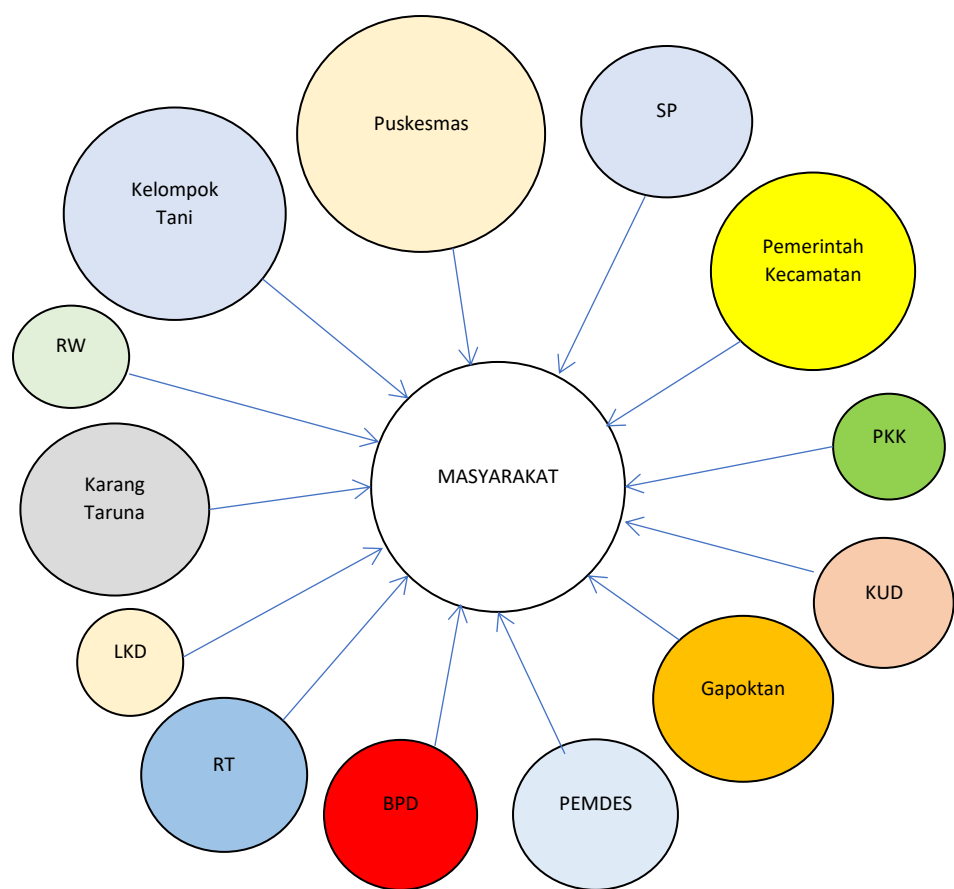 Puskesmas
SP
Kelompok
Tani
Pemerintah
Kecamatan
RW
PKK
MASYARAKAT
Karang
Taruna
KUD
LKD
Gapoktan
RT
BPD
PEMDES